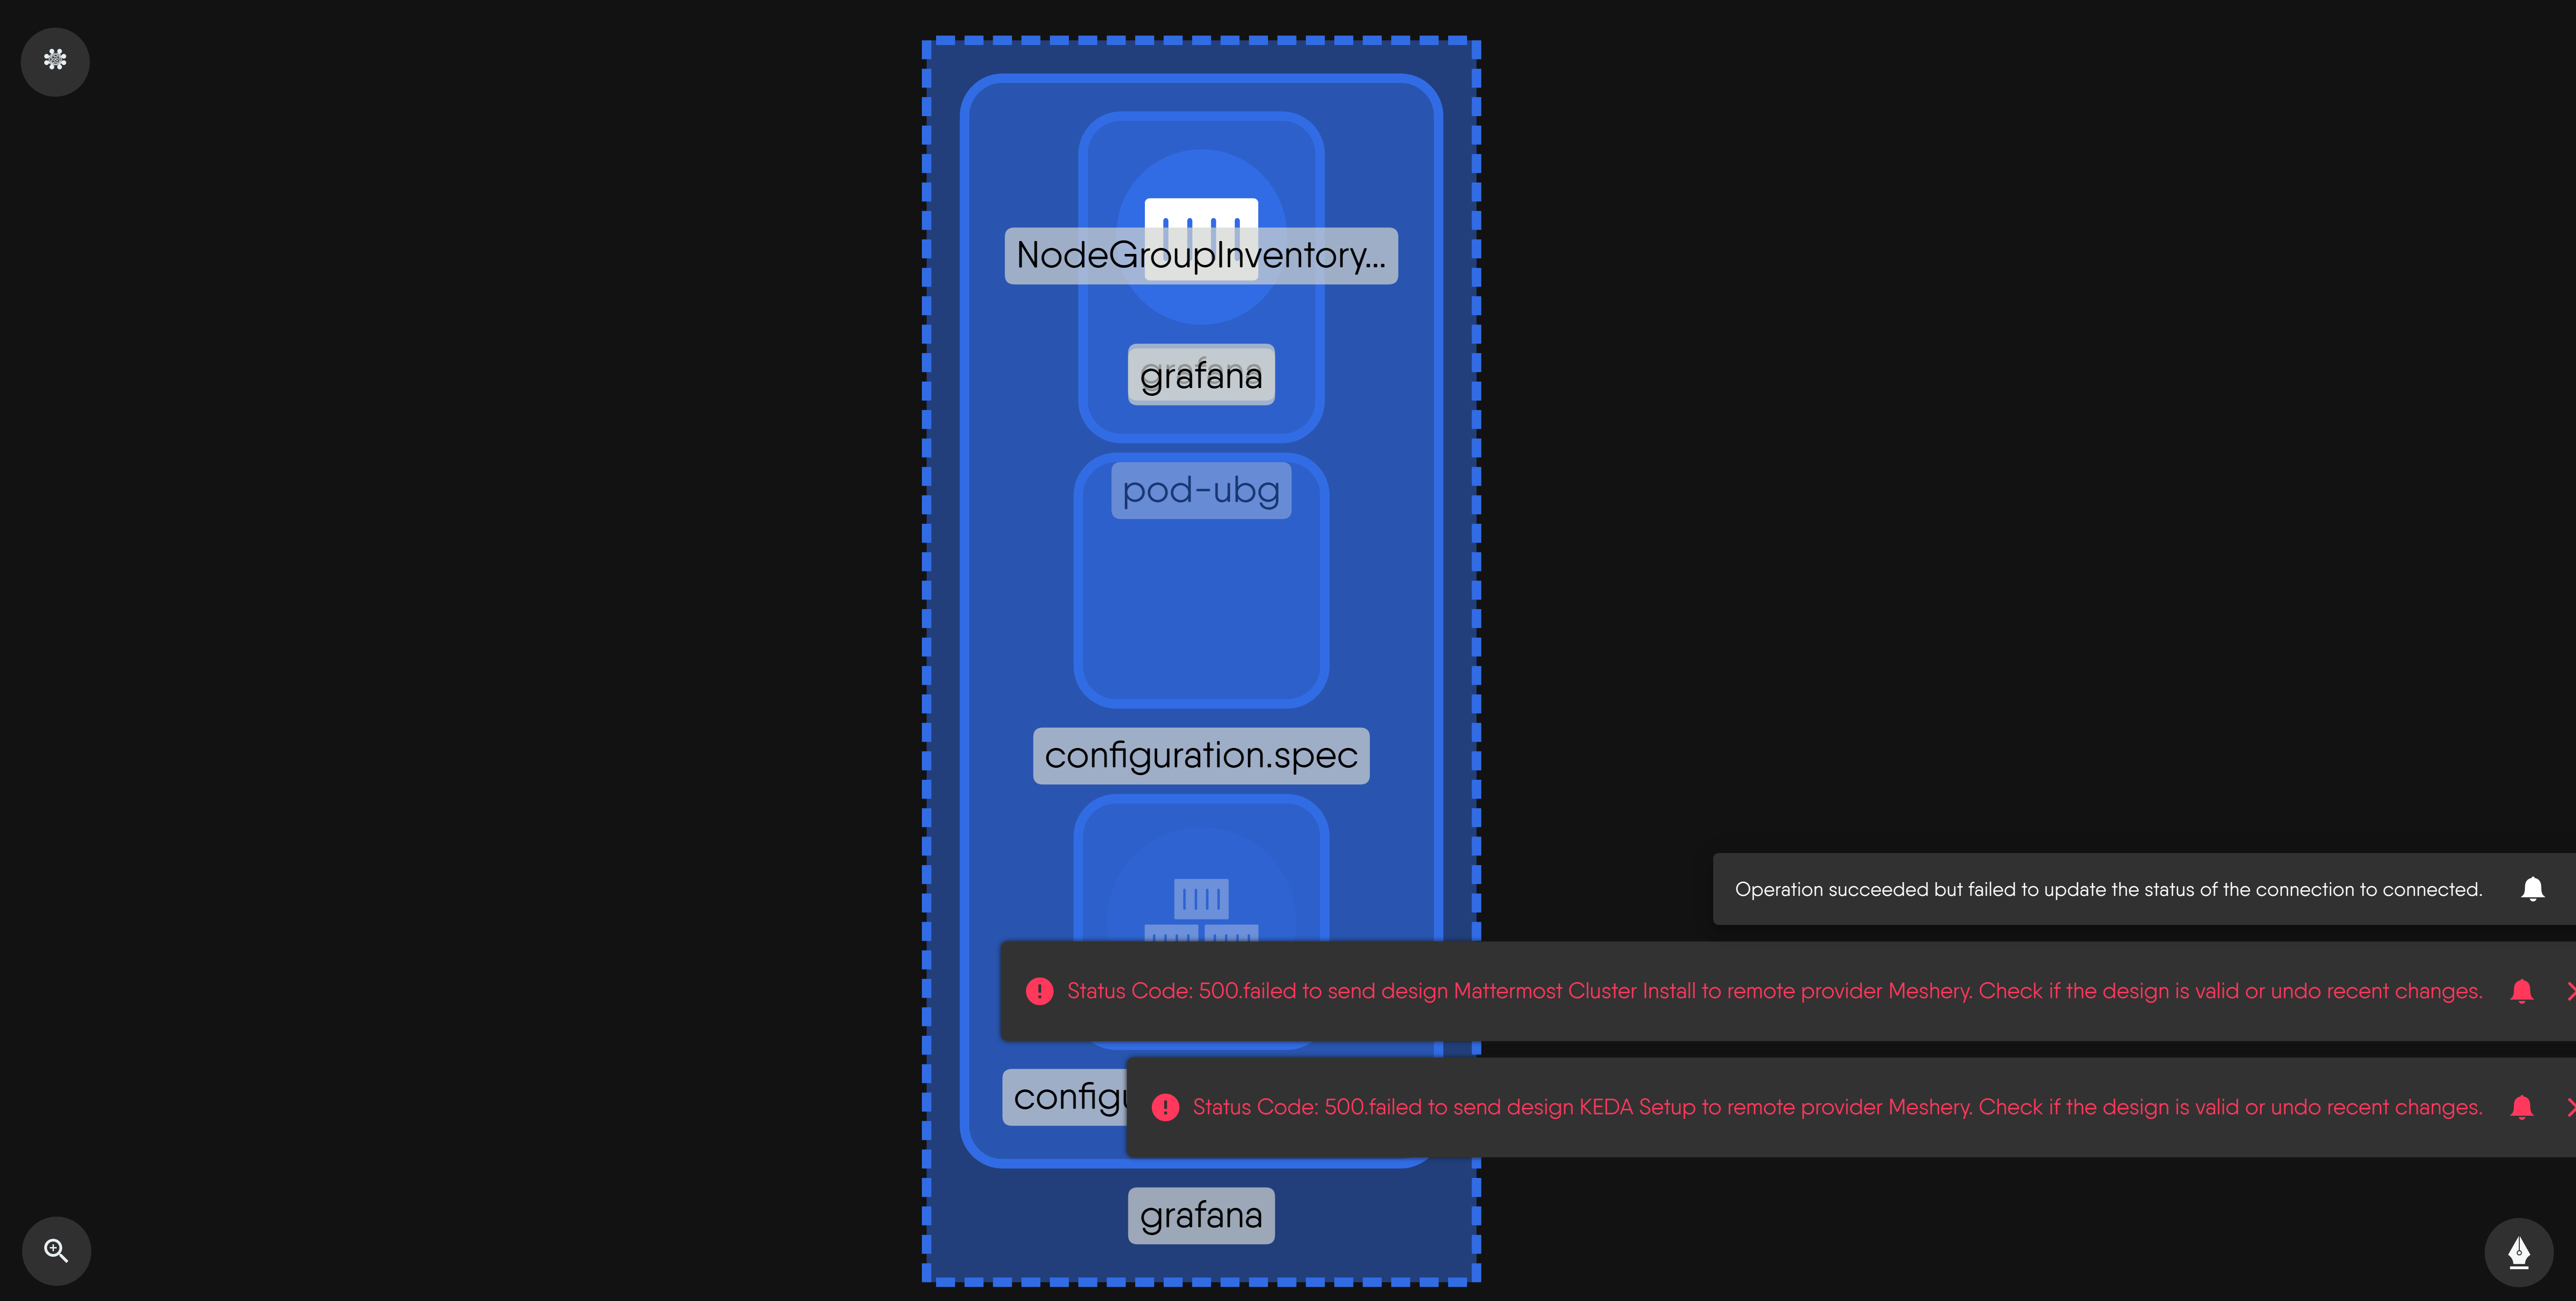 NodeGroupInventory...
grafana
pod-ubg
configuration.spec
Operation succeeded but failed to update the status of the connection to connected.
Status Code: 500.failed to send design Mattermost Cluster Install to remote provider Meshery. Check if the design is valid or undo recent changes.
configu
Status Code: 500.failed to send design KEDA Setup to remote provider Meshery. Check if the design is valid or undo recent changes.
grafana